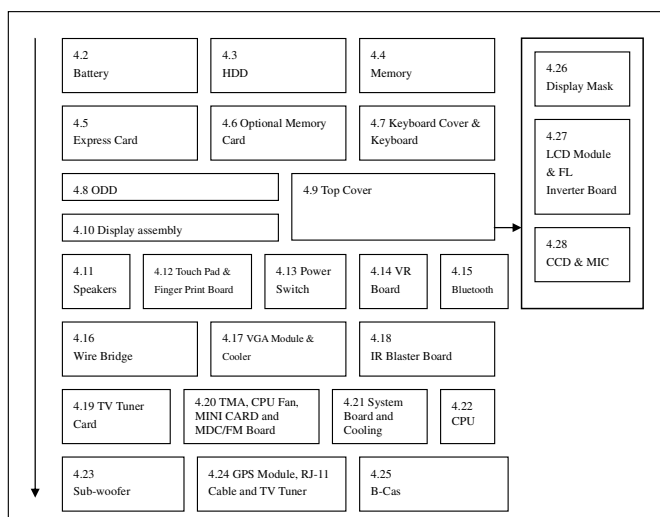 4.2
Battery
4.3
HDD
4.4
Memory
4.5
Express Card
4.6 Optional Memory
Card
4.7 Keyboard Cover &
Keyboard
4.8 ODD
4.9 Top Cover
4.10 Display assembly
4.11
Speakers
4.12 Touch Pad &
Finger Print Board
4.13 Power
Switch
4.14 VR
Board
4.15
Bluetooth
4.16
Wire Bridge
4.17 VGA Module &
Cooler
4.18
IR Blaster Board
4.19 TV Tuner
Card
4.20 TMA, CPU Fan,
MINI CARD and
MDC/FM Board
4.21 System
Board and
Cooling
4.22
CPU
4.23
Sub-woofer
4.24 GPS Module, RJ-11
Cable and TV Tuner
4.25
B-Cas
4.26
Display Mask
4.27
LCD Module
& FL
Inverter Board
4.28
CCD & MIC